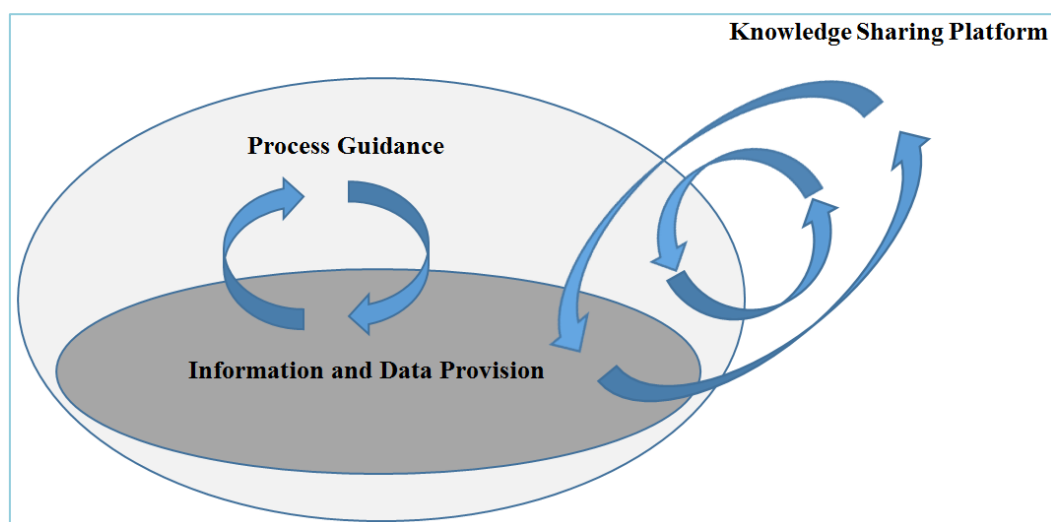 Knowledge Sharing Platform
Process Guidance
Information and Data Provision